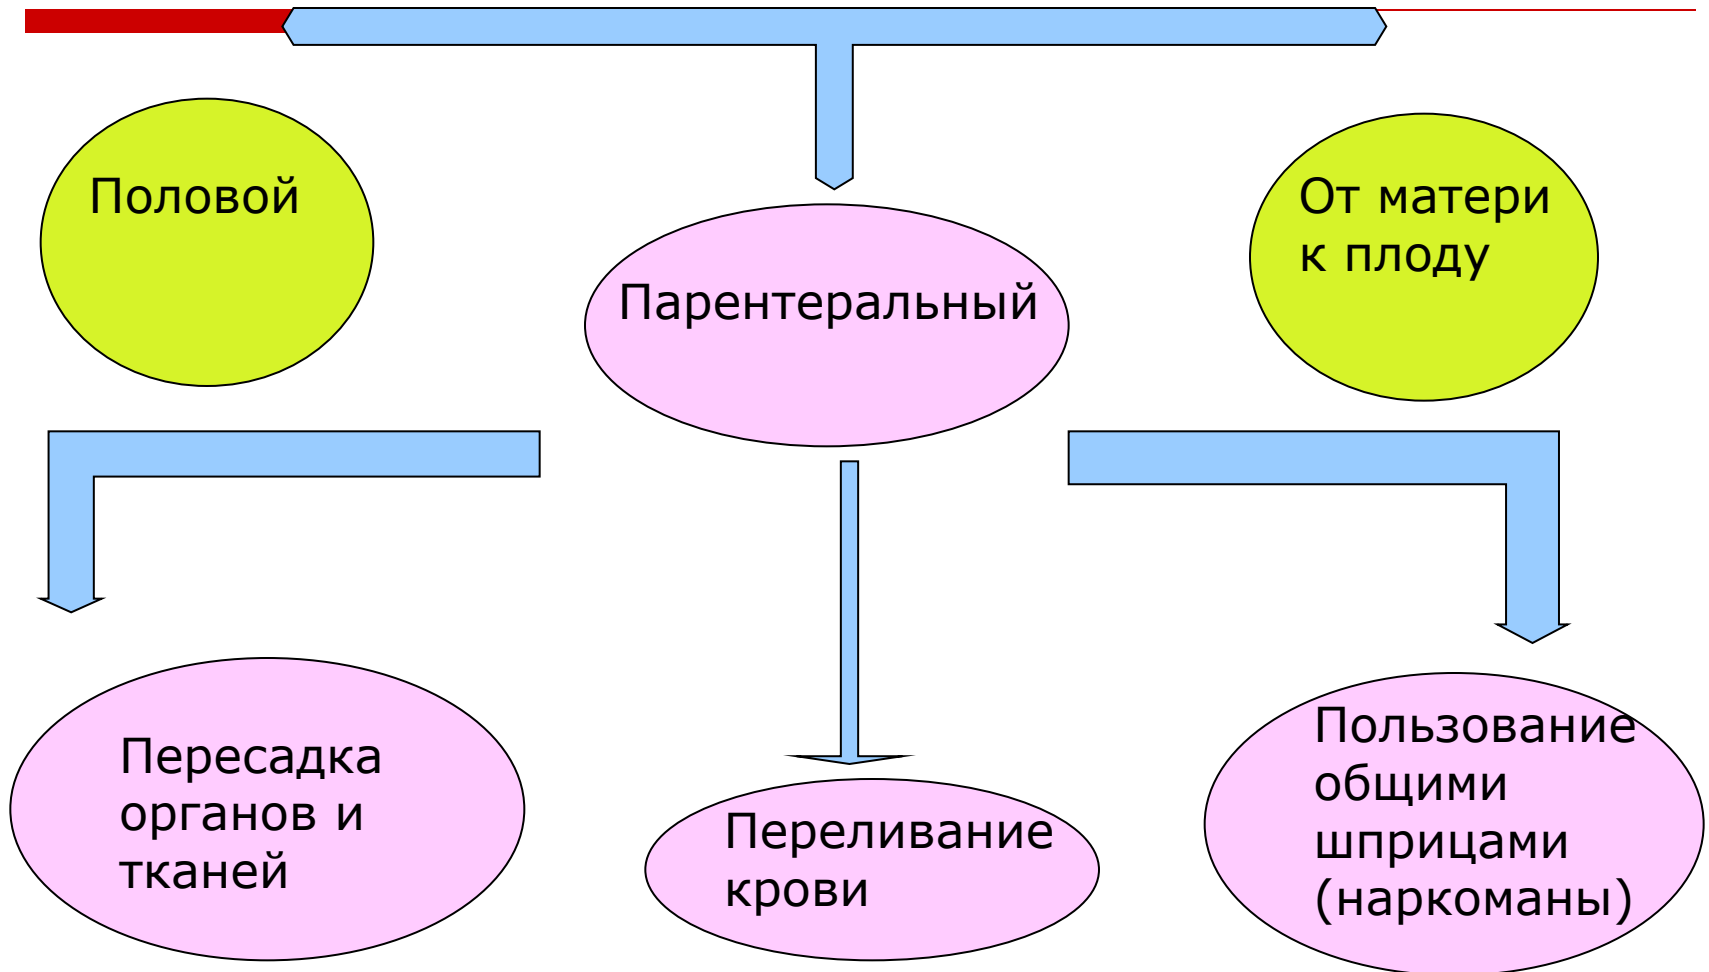 Половой
Парентеральный
От матери
к плоду
Пересадка
органов и
тканей
Переливание
крови
Пользование
общими
шприцами
(наркоманы)